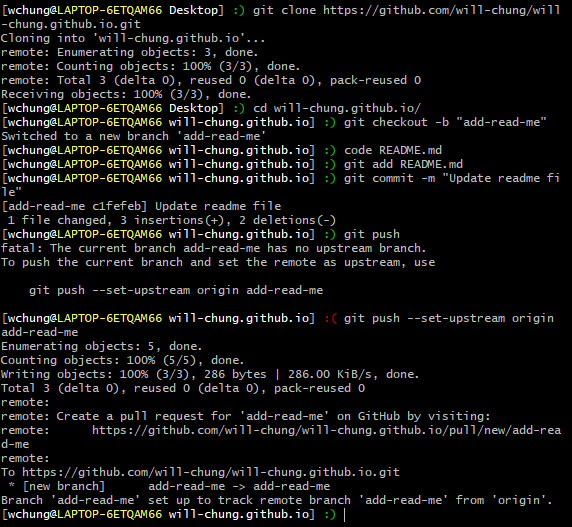 [wchung@LAPTOP-6ETQAM66 Desktop] :) git clone https://github.com/will-chung/will
-chung.github.io.git
Cloning into 'will-chung.github.io'...
remote: Enumerating objects: 3, done.
remote: Counting objects: 100% (3/3), done.
remote: Total 3 (delta 0), reused 0 (delta 0), pack-reused 0
Receiving objects: 100% (3/3), done.
[wchung@LAPTOP-6ETQAM66 Desktop] :) cd will-chung.github.io/
[wchung@LAPTOP-6ETQAM66 will-chung.github.io] :) git checkout -b "add-read-me"
Switched to a new branch 'add-read-me'
[wchung@LAPTOP-6ETQAM66 will-chung.github.io] :) code README.md
[wchung@LAPTOP-6ETQAM66 will-chung.github.io] :) git add README.md
[wchung@LAPTOP-6ETQAM66 will-chung.github.io] :) git commit -m "Update readme fi
le"
[add-read-me c1fefeb] Update readme file
 1 file changed, 3 insertions(+), 2 deletions(-)
[wchung@LAPTOP-6ETQAM66 will-chung.github.io] :) git push
fatal: The current branch add-read-me has no upstream branch.
To push the current branch and set the remote as upstream, use

    git push --set-upstream origin add-read-me

[wchung@LAPTOP-6ETQAM66 will-chung.github.io] :( git push --set-upstream origin
add-read-me
Enumerating objects: 5, done.
Counting objects: 100% (5/5), done.
Writing objects: 100% (3/3), 286 bytes | 286.00 KiB/s, done.
Total 3 (delta 0), reused 0 (delta 0), pack-reused 0
remote:
remote: Create a pull request for 'add-read-me' on GitHub by visiting:
remote:      https://github.com/will-chung/will-chung.github.io/pull/new/add-rea
d-me
remote:
To https://github.com/will-chung/will-chung.github.io.git
 * [new branch]      add-read-me -> add-read-me
Branch 'add-read-me' set up to track remote branch 'add-read-me' from 'origin'.
[wchung@LAPTOP-6ETQAM66 will-chung.github.io] :)